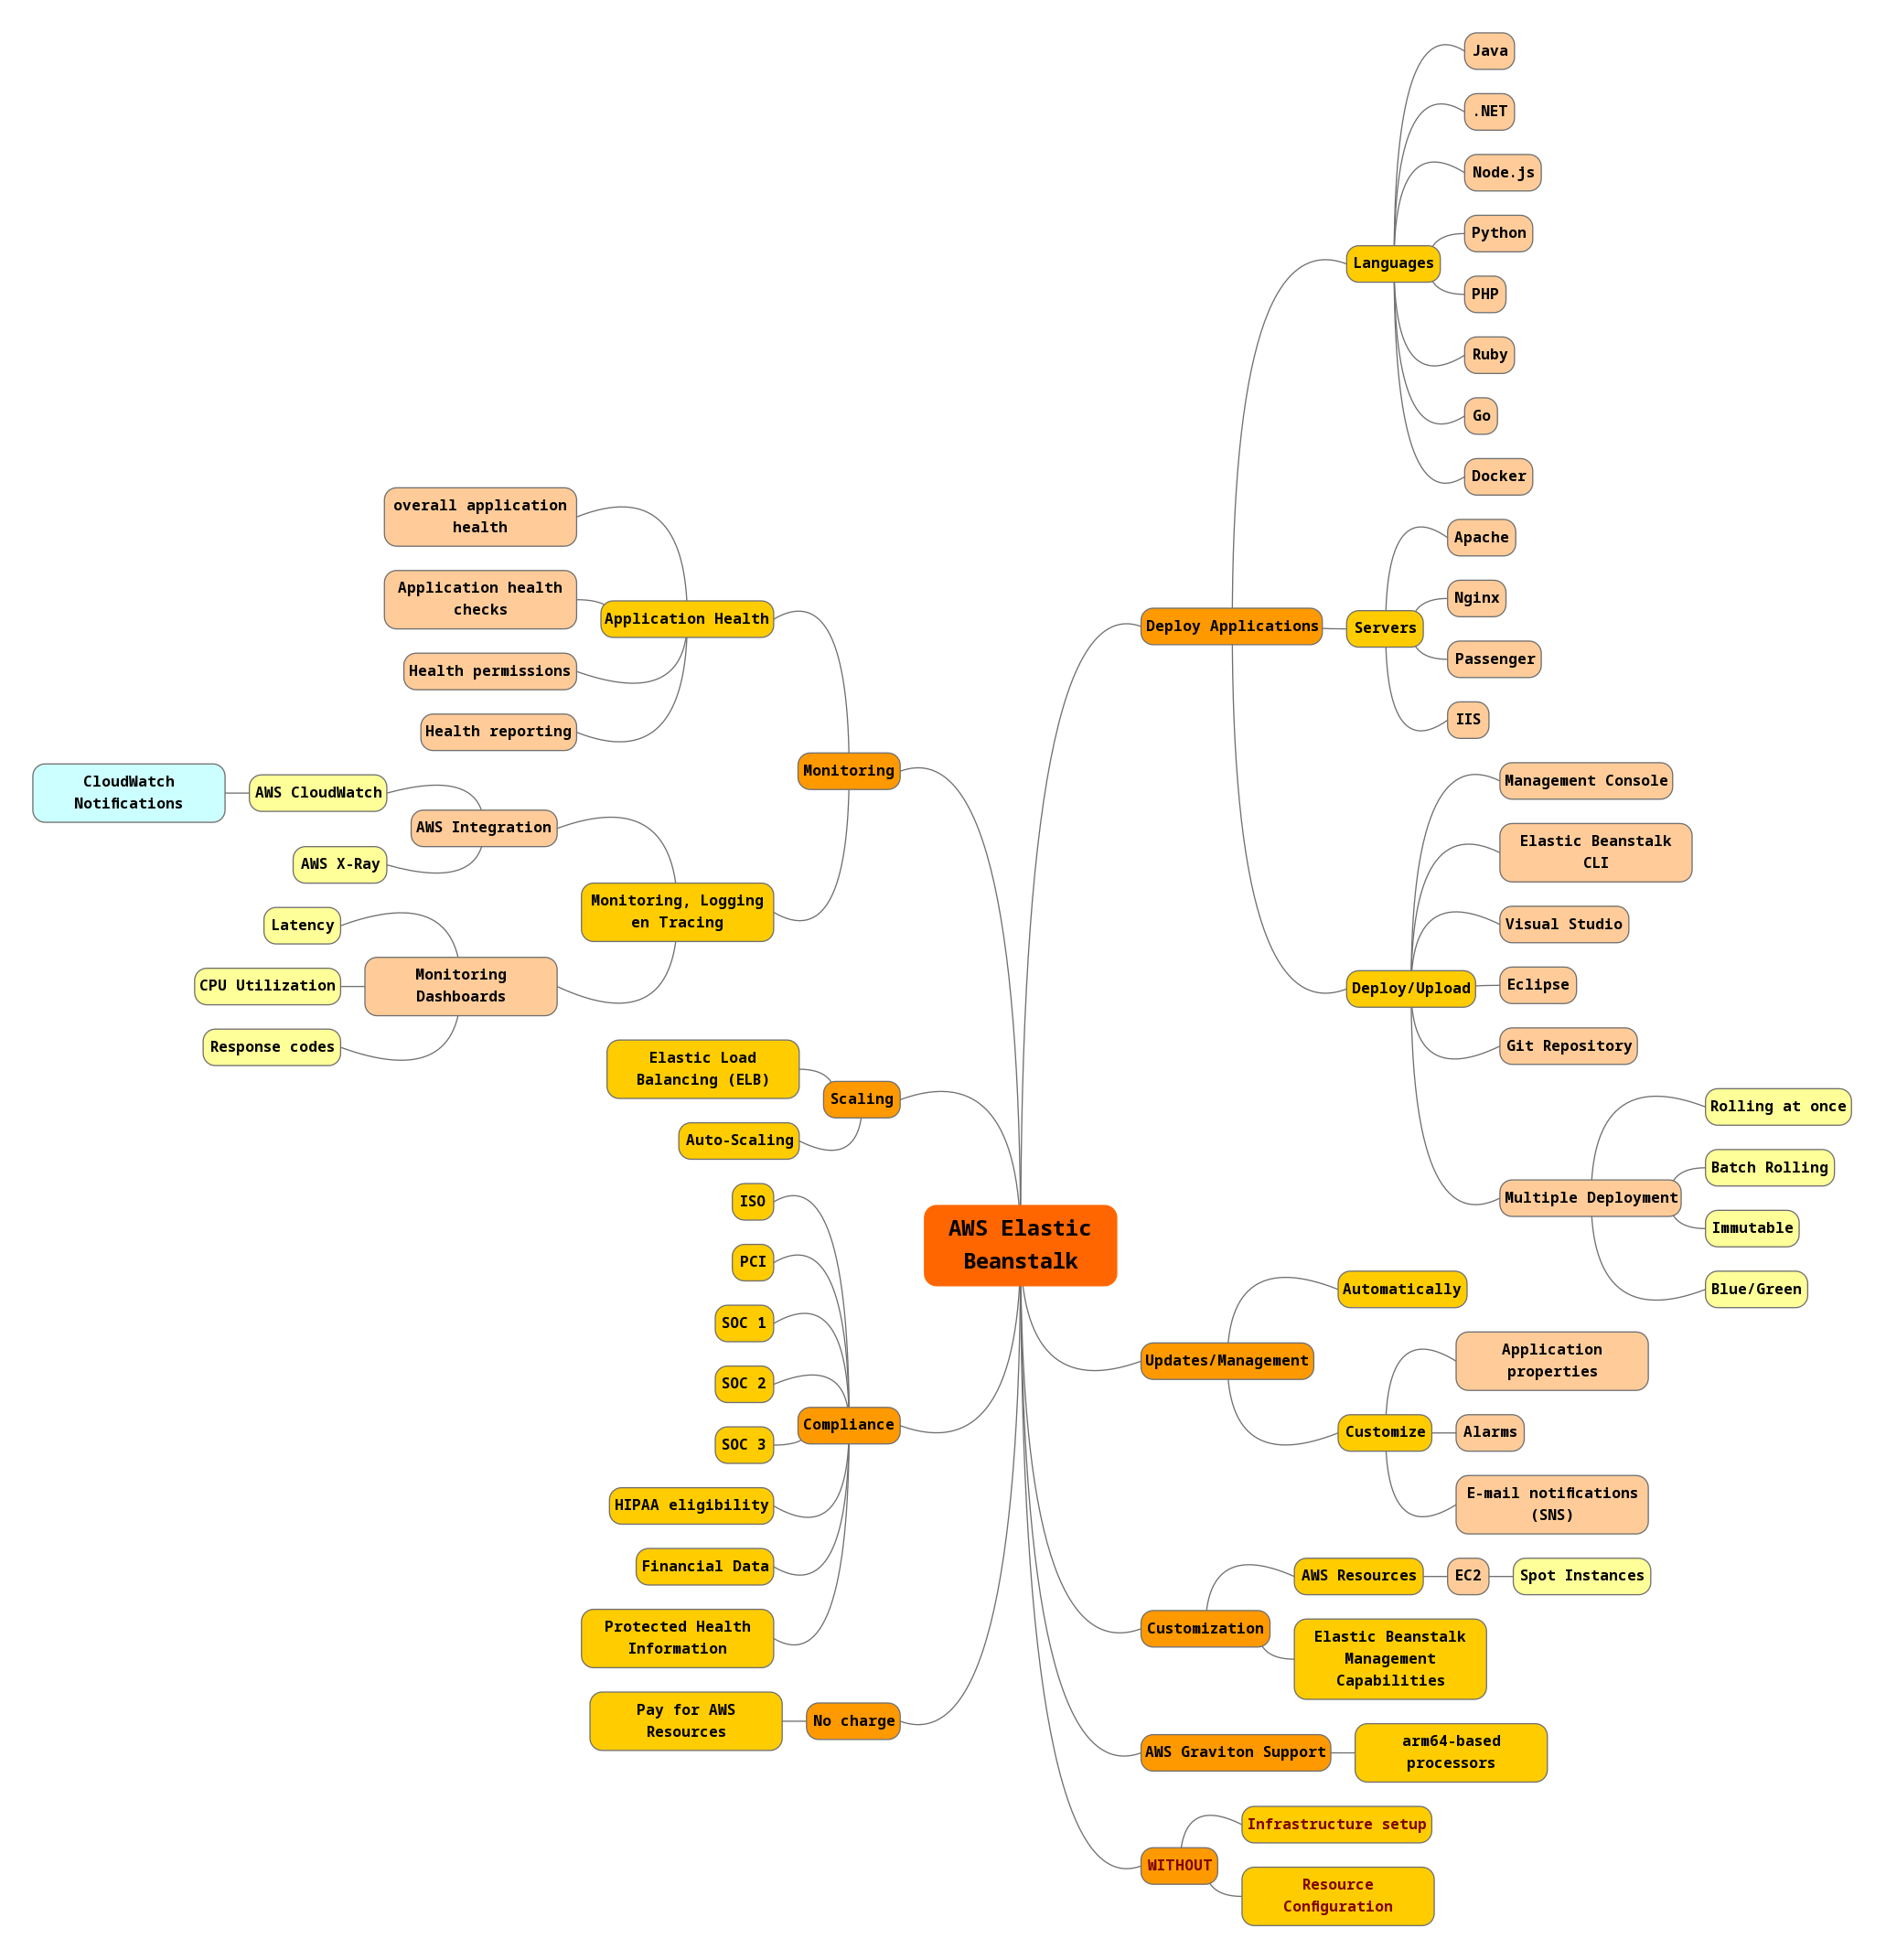 AWS Elastic
Beanstalk
Deploy Applications
Languages
Java
.NET
Node.js
Python
PHP
Ruby
Go
Docker
Servers
Apache
Nginx
Passenger
IIS
Deploy/Upload
Management Console
Elastic Beanstalk
CLI
Visual Studio
Eclipse
Git Repository
Multiple Deployment
Rolling at once
Batch Rolling
Immutable
Blue/Green
Updates/Management
Automatically
Customize
Application
properties
Alarms
E-mail notifications
(SNS)
Customization
AWS Resources
EC2
Spot Instances
Elastic Beanstalk
Management
Capabilities
AWS Graviton Support
arm64-based
processors
WITHOUT
Infrastructure setup
Resource
Configuration
Monitoring
Application Health
overall application
health
Application health
checks
Health permissions
Health reporting
Monitoring, Logging
en Tracing
AWS Integration
AWS CloudWatch
CloudWatch
Notifications
AWS X-Ray
Monitoring
Dashboards
Latency
CPU Utilization
Response codes
Scaling
Elastic Load
Balancing (ELB)
Auto-Scaling
Compliance
ISO
PCI
SOC 1
SOC 2
SOC 3
HIPAA eligibility
Financial Data
Protected Health
Information
No charge
Pay for AWS
Resources